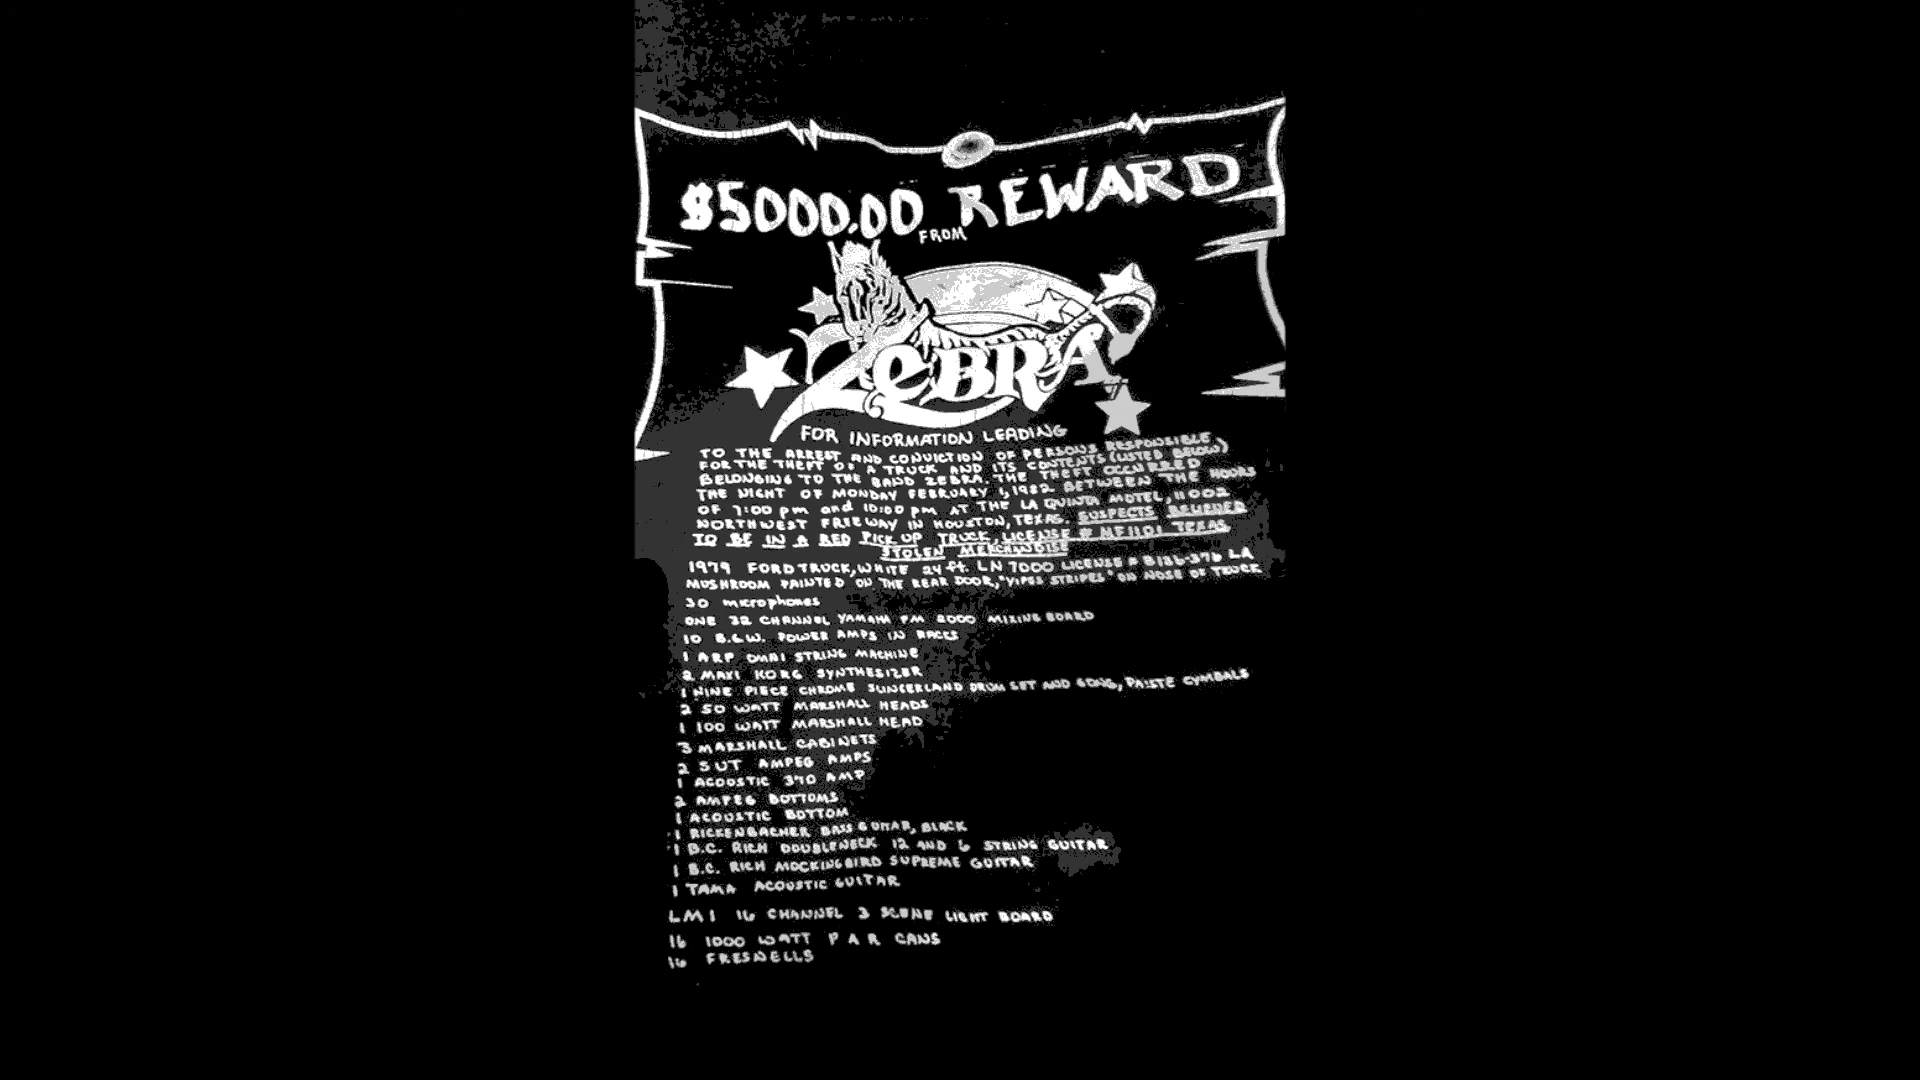 $5000.00 REWARD
FROM
ZEBRA
FOR INFORMATION LEADING
TO THE ARREST AND CONVICTION OF PERSONS RESPONSIBLE
FOR THE THEFT OF A TRUCK AND ITS CONTENTS (LISTED BELOW)
BELONGING TO THE BAND ZEBRA. THE THEFT OCCURRED
THE NIGHT OF MONDAY FEBRUARY 1, 1982 BETWEEN THE HOURS
OF 7:00 pm and 10:00 pm AT THE LA QUINTA MOTEL, 11002
NORTHWEST FREEWAY IN HOUSTON, TEXAS. SUSPECTS BELIEVED
TO BE IN A RED PICK UP TRUCK, LICENSE # MF1101 TEXAS
STOLEN MERCHANDISE
1979 FORD TRUCK, WHITE 24 ft. LN 7000 LICENSE # B186-376 LA
MUSHROOM PAINTED ON THE REAR DOOR, "VIPES STRIPES" ON NOSE OF TRUCK
30 microphones
ONE 32 CHANNEL YAMAHA PM 2000 MIXING BOARD
10 B.G.W. POWER AMPS IN RACKS
1 ARP OMNI STRING MACHINE
2 MAXI KORG SYNTHESIZER
1 NINE PIECE CHROME SLINGERLAND DRUM SET AND GONG, PAISTE CYMBALS
2 50 WATT MARSHALL HEADS
1 100 WATT MARSHALL HEAD
3 MARSHALL CABINETS
2 SVT AMPEG AMPS
1 ACOUSTIC 370 AMP
2 AMPEG BOTTOMS
1 ACOUSTIC BOTTOM
1 RICKENBACHER BASS GUITAR, BLACK
1 B.C. RICH DOUBLENECK 12 AND 6 STRING GUITAR
1 B.C. RICH MOCKINGBIRD SUPREME GUITAR
1 TAMA ACOUSTIC GUITAR
LMI 16 CHANNEL 3 SCENE LIGHT BOARD
16 1000 WATT PAR CANS
16 FRESNELLS